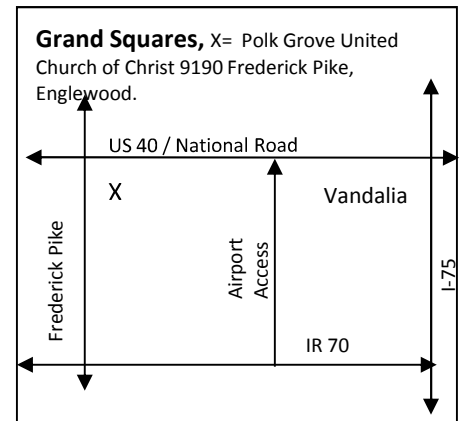 Grand Squares, X= Polk Grove United
Church of Christ 9190 Frederick Pike,
Englewood.
US 40 / National Road
X
Vandalia
Frederick Pike
Airport
Access
I-75
IR 70